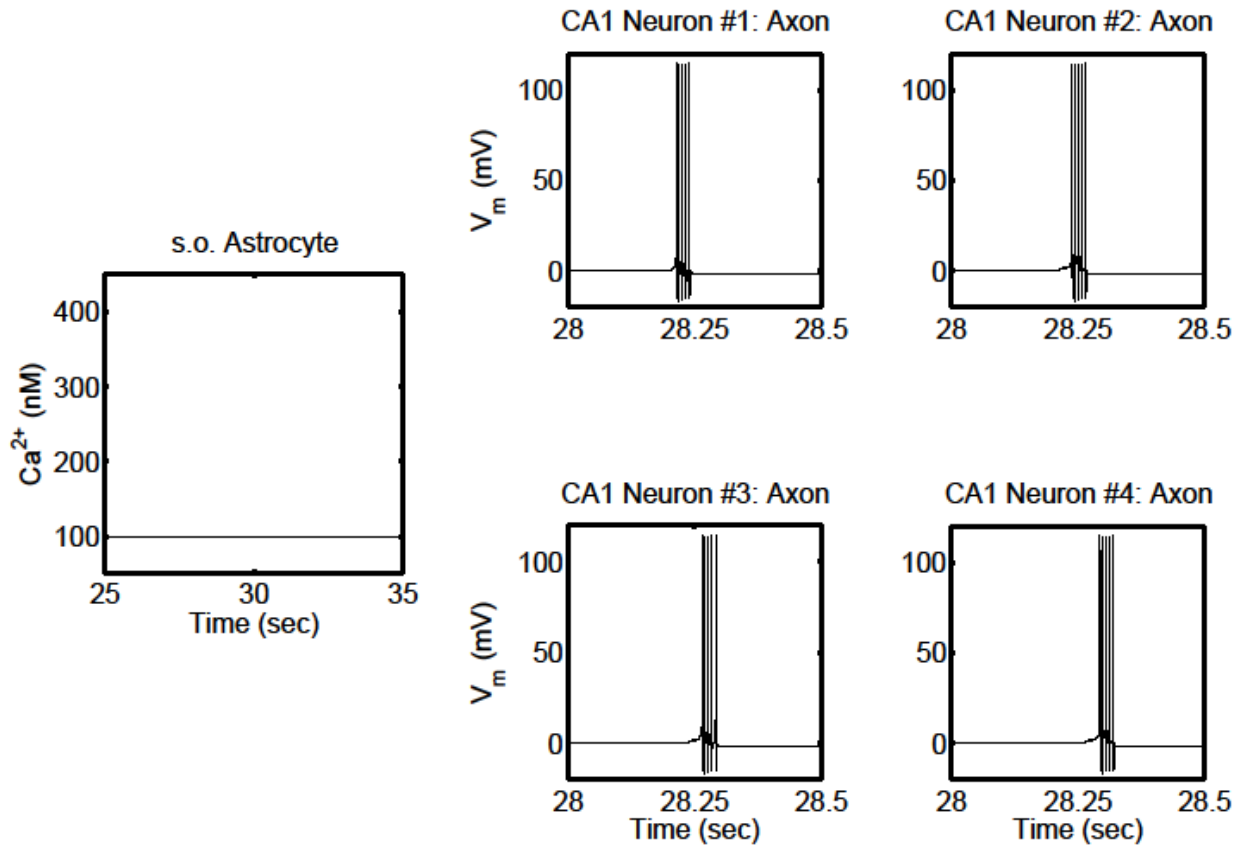 CA1 Neuron #1: Axon
CA1 Neuron #2: Axon
100
50
0
V_m (mV)
28
28.25
28.5
100
50
0
28
28.25
28.5
s.o. Astrocyte
400
300
200
100
Ca²⁺ (nM)
25
30
35
Time (sec)
CA1 Neuron #3: Axon
CA1 Neuron #4: Axon
100
50
0
V_m (mV)
28
28.25
28.5
Time (sec)
100
50
0
28
28.25
28.5
Time (sec)